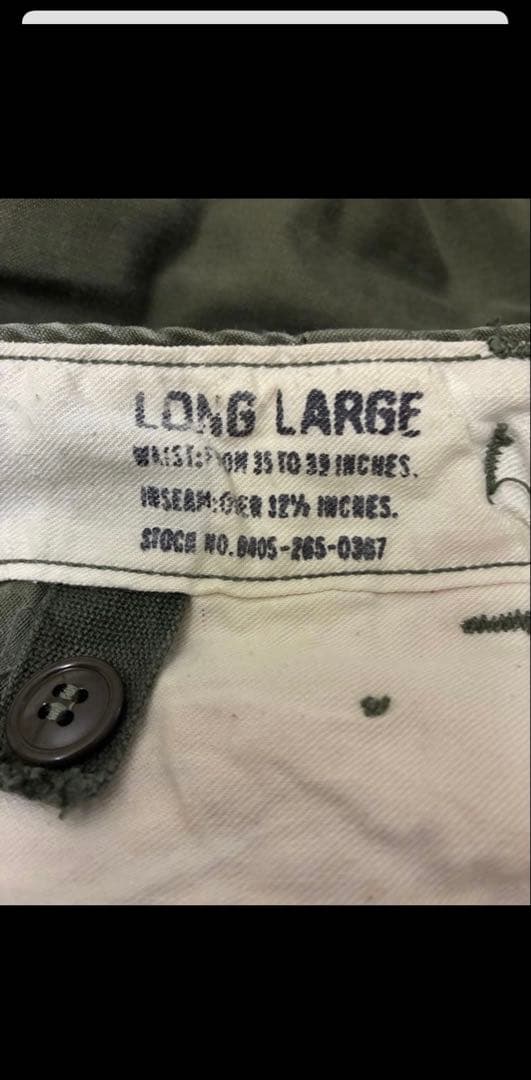 LONG LARGE
WAIST: FROM 35 TO 39 INCHES.
INSEAM: OVER 32½ INCHES.
STOCK NO. 8405-265-0367